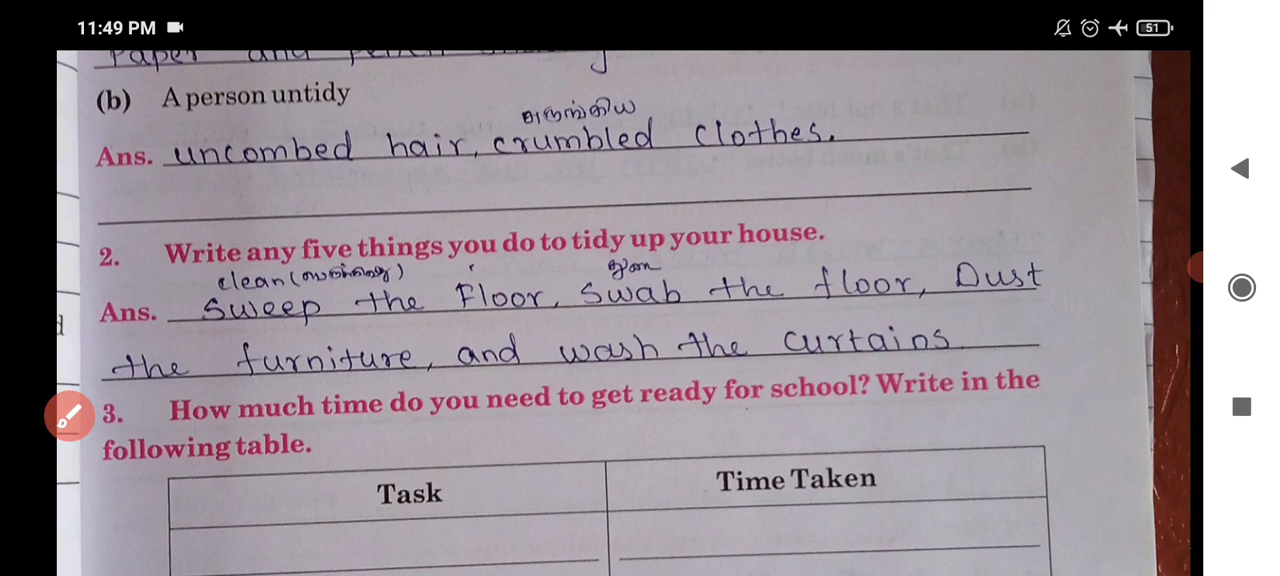 11:49 PM
51
Paper and
(b) A person untidy
Ans. uncombed hair, crumbled clothes.
2. Write any five things you do to tidy up your house.
clean
Ans. Sweep the Floor, Swab the floor, Dust
the furniture, and wash the curtains
3. How much time do you need to get ready for school? Write in the
following table.
Task Time Taken